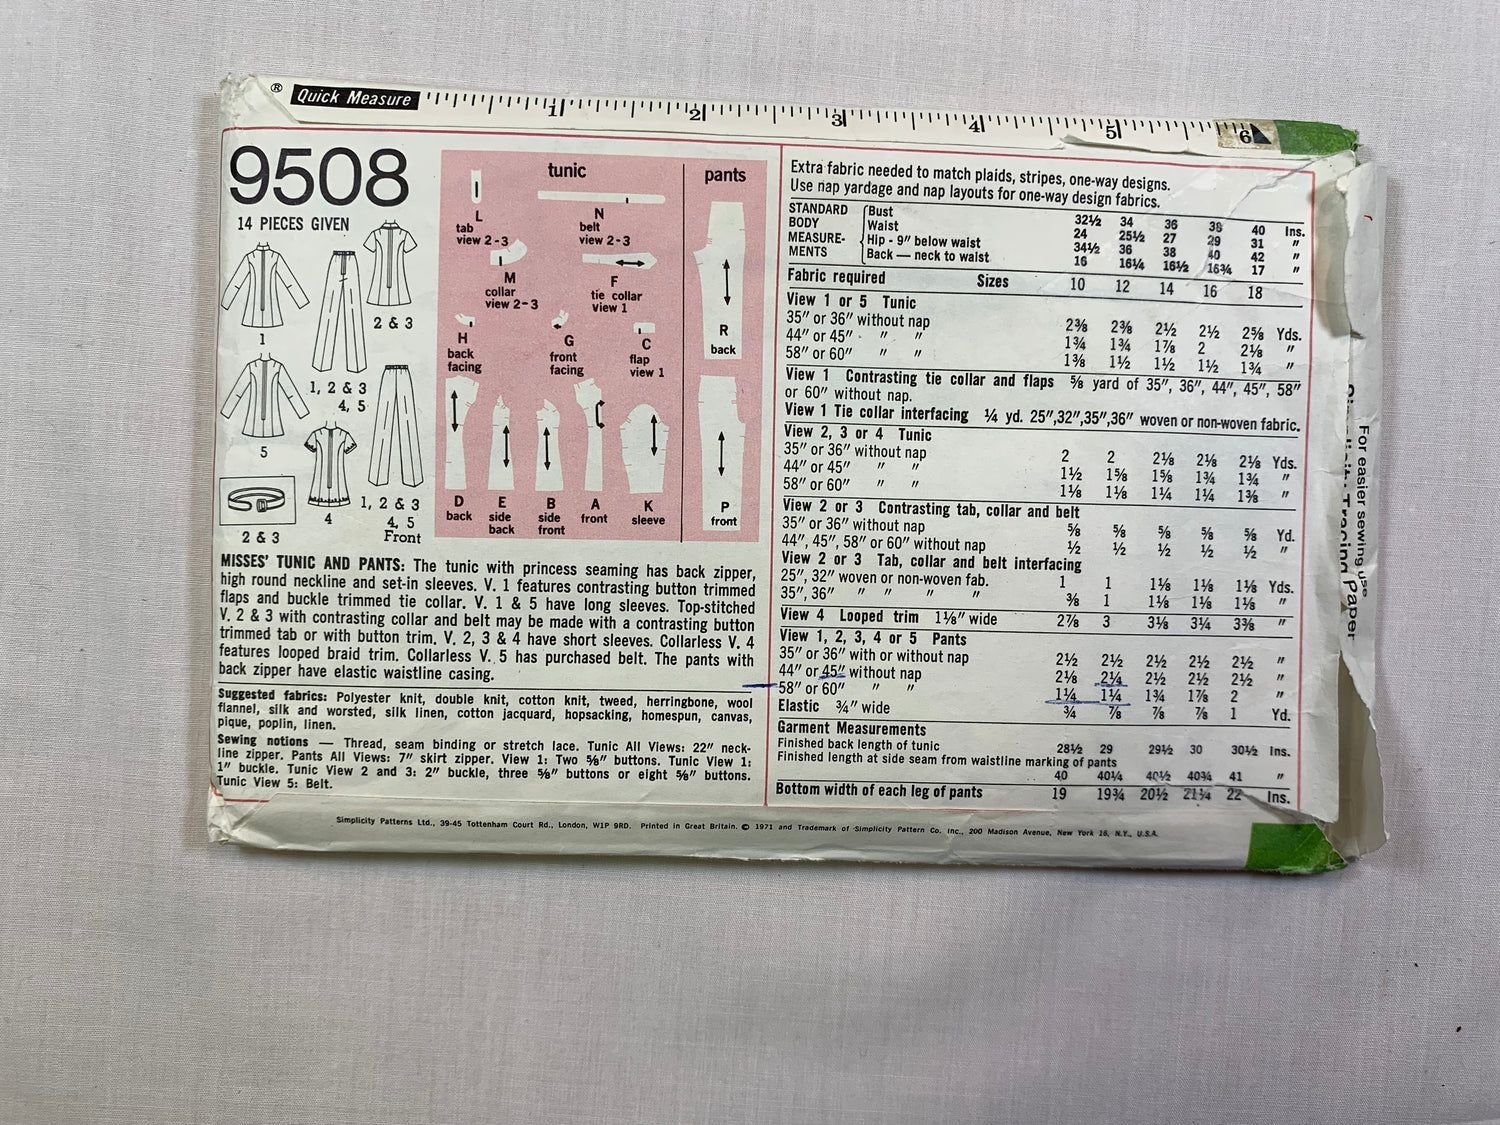 ® Quick Measure
1 2 3 4 5 6
9508
14 PIECES GIVEN
1
2 & 3
1, 2 & 3
4, 5
5
4
1, 2 & 3
4, 5
Front
2 & 3
tunic
pants
L
tab
view 2-3
N
belt
view 2-3
M
collar
view 2-3
F
tie collar
view 1
H
back
facing
G
front
facing
C
flap
view 1
R
back
D
back
E
side
back
B
side
front
A
front
K
sleeve
P
front
MISSES' TUNIC AND PANTS: The tunic with princess seaming has back zipper,
high round neckline and set-in sleeves. V. 1 features contrasting button trimmed
flaps and buckle trimmed tie collar. V. 1 & 5 have long sleeves. Top-stitched
V. 2 & 3 with contrasting collar and belt may be made with a contrasting button
trimmed tab or with button trim. V. 2, 3 & 4 have short sleeves. Collarless V. 4
features looped braid trim. Collarless V. 5 has purchased belt. The pants with
back zipper have elastic waistline casing.
Suggested fabrics: Polyester knit, double knit, cotton knit, tweed, herringbone, wool
flannel, silk and worsted, silk linen, cotton jacquard, hopsacking, homespun, canvas,
pique, poplin, linen.
Sewing notions — Thread, seam binding or stretch lace. Tunic All Views: 22" neck-
line zipper. Pants All Views: 7" skirt zipper. View 1: Two ⅝" buttons. Tunic View 1:
1" buckle. Tunic View 2 and 3: 2" buckle, three ⅝" buttons or eight ⅝" buttons.
Tunic View 5: Belt.
Extra fabric needed to match plaids, stripes, one-way designs.
Use nap yardage and nap layouts for one-way design fabrics.
STANDARD BODY MEASURE-MENTS
Bust 32½ 34 36 38 40 Ins.
Waist 24 25½ 27 29 31 "
Hip - 9" below waist 34½ 36 38 40 42 "
Back — neck to waist 16 16¼ 16½ 16¾ 17 "
Fabric required Sizes 10 12 14 16 18
View 1 or 5 Tunic
35" or 36" without nap 2⅜ 2⅜ 2½ 2½ 2⅝ Yds.
44" or 45" " " 1¾ 1¾ 1⅞ 2 2⅛ "
58" or 60" " " 1⅜ 1½ 1½ 1½ 1¾ "
View 1 Contrasting tie collar and flaps ⅝ yard of 35", 36", 44", 45", 58"
or 60" without nap.
View 1 Tie collar interfacing ¼ yd. 25",32",35",36" woven or non-woven fabric.
View 2, 3 or 4 Tunic
35" or 36" without nap 2 2 2⅛ 2⅛ 2⅛ Yds.
44" or 45" " " 1½ 1⅝ 1⅝ 1¾ 1¾ "
58" or 60" " " 1⅛ 1⅛ 1¼ 1¼ 1⅜ "
View 2 or 3 Contrasting tab, collar and belt
35" or 36" without nap ⅝ ⅝ ⅝ ⅝ ⅝ Yd.
44", 45", 58" or 60" without nap ½ ½ ½ ½ ½ "
View 2 or 3 Tab, collar and belt interfacing
25", 32" woven or non-woven fab. 1 1 1⅛ 1⅛ 1⅛ Yds.
35", 36" " " " " ⅜ 1 1⅛ 1⅛ 1⅛ "
View 4 Looped trim 1⅛" wide 2⅞ 3 3⅛ 3¼ 3⅜ "
View 1, 2, 3, 4 or 5 Pants
35" or 36" with or without nap 2½ 2½ 2½ 2½ 2½ "
44" or 45" without nap 2⅛ 2¼ 2½ 2½ 2½ "
58" or 60" " " 1¼ 1¼ 1¾ 1⅞ 2 "
Elastic ¾" wide ¾ ⅞ ⅞ ⅞ 1 Yd.
Garment Measurements
Finished back length of tunic 28½ 29 29½ 30 30½ Ins.
Finished length at side seam from waistline marking of pants
40 40¼ 40½ 40¾ 41 "
Bottom width of each leg of pants 19 19¾ 20½ 21¼ 22 Ins.
Simplicity Patterns Ltd., 39-45 Tottenham Court Rd., London, W1P 9RD. Printed in Great Britain. © 1971 and Trademark of Simplicity Pattern Co. Inc., 200 Madison Avenue, New York 16, N.Y., U.S.A.
For easier sewing use
Tracing Paper